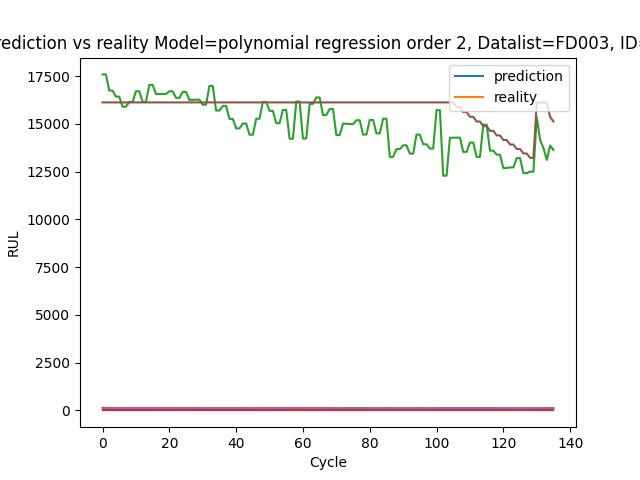 rediction vs reality Model=polynomial regression order 2, Datalist=FD003, ID=
prediction
reality
17500
15000
12500
10000
7500
5000
2500
0
RUL
0 20 40 60 80 100 120 140
Cycle